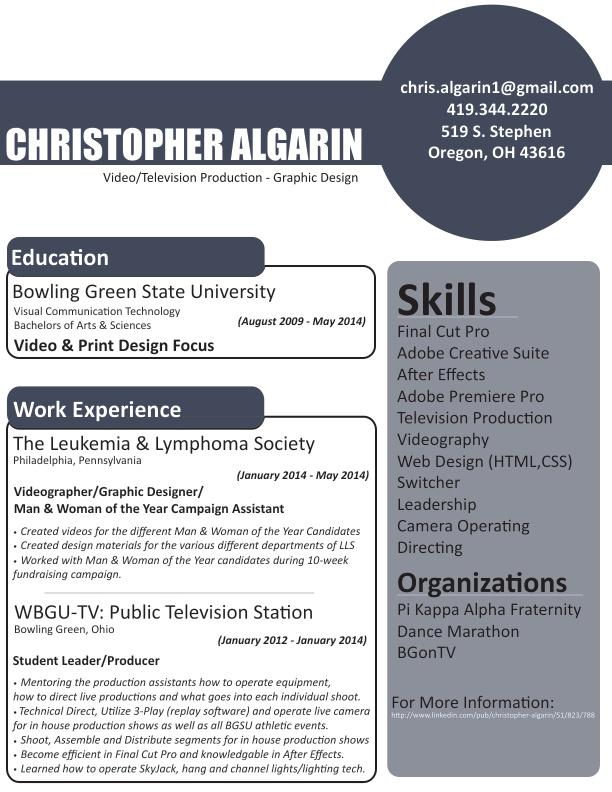 chris.algarin1@gmail.com
419.344.2220
519 S. Stephen
Oregon, OH 43616
CHRISTOPHER ALGARIN
Video/Television Production - Graphic Design
Education
Bowling Green State University
Visual Communication Technology
Bachelors of Arts & Sciences
(August 2009 - May 2014)
Video & Print Design Focus
Work Experience
The Leukemia & Lymphoma Society
Philadelphia, Pennsylvania
(January 2014 - May 2014)
Videographer/Graphic Designer/
Man & Woman of the Year Campaign Assistant
• Created videos for the different Man & Woman of the Year Candidates
• Created design materials for the various different departments of LLS
• Worked with Man & Woman of the Year candidates during 10-week
fundraising campaign.
WBGU-TV: Public Television Station
Bowling Green, Ohio
(January 2012 - January 2014)
Student Leader/Producer
• Mentoring the production assistants how to operate equipment,
how to direct live productions and what goes into each individual shoot.
• Technical Direct, Utilize 3-Play (replay software) and operate live camera
for in house production shows as well as all BGSU athletic events.
• Shoot, Assemble and Distribute segments for in house production shows
• Become efficient in Final Cut Pro and knowledgable in After Effects.
• Learned how to operate SkyJack, hang and channel lights/lighting tech.
Skills
Final Cut Pro
Adobe Creative Suite
After Effects
Adobe Premiere Pro
Television Production
Videography
Web Design (HTML,CSS)
Switcher
Leadership
Camera Operating
Directing
Organizations
Pi Kappa Alpha Fraternity
Dance Marathon
BGonTV
For More Information:
http://www.linkedin.com/pub/christopher-algarin/51/823/788